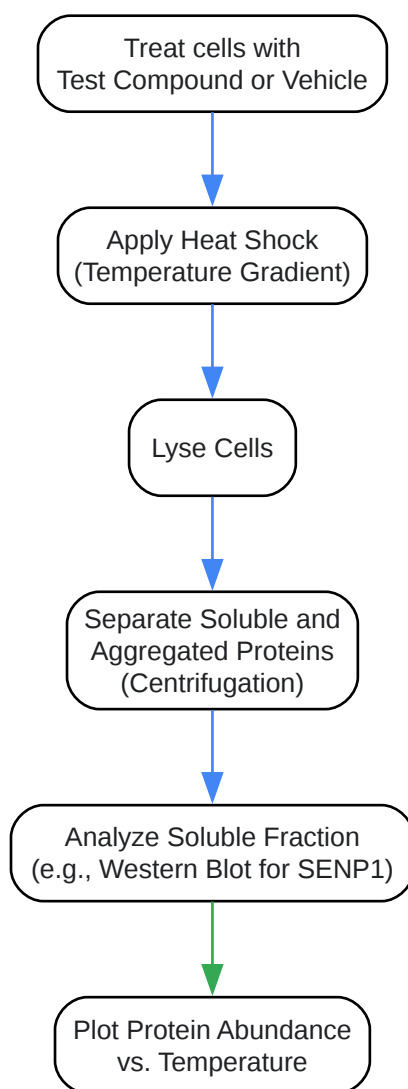 Treat cells with
Test Compound or Vehicle
Apply Heat Shock
(Temperature Gradient)
Lyse Cells
Separate Soluble and
Aggregated Proteins
(Centrifugation)
Analyze Soluble Fraction
(e.g., Western Blot for SENP1)
Plot Protein Abundance
vs. Temperature